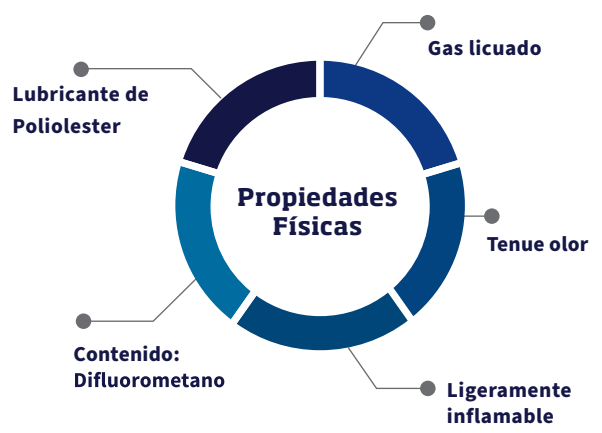 Propiedades
Físicas
Gas licuado
Tenue olor
Ligeramente
inflamable
Contenido:
Difluorometano
Lubricante de
Poliolester